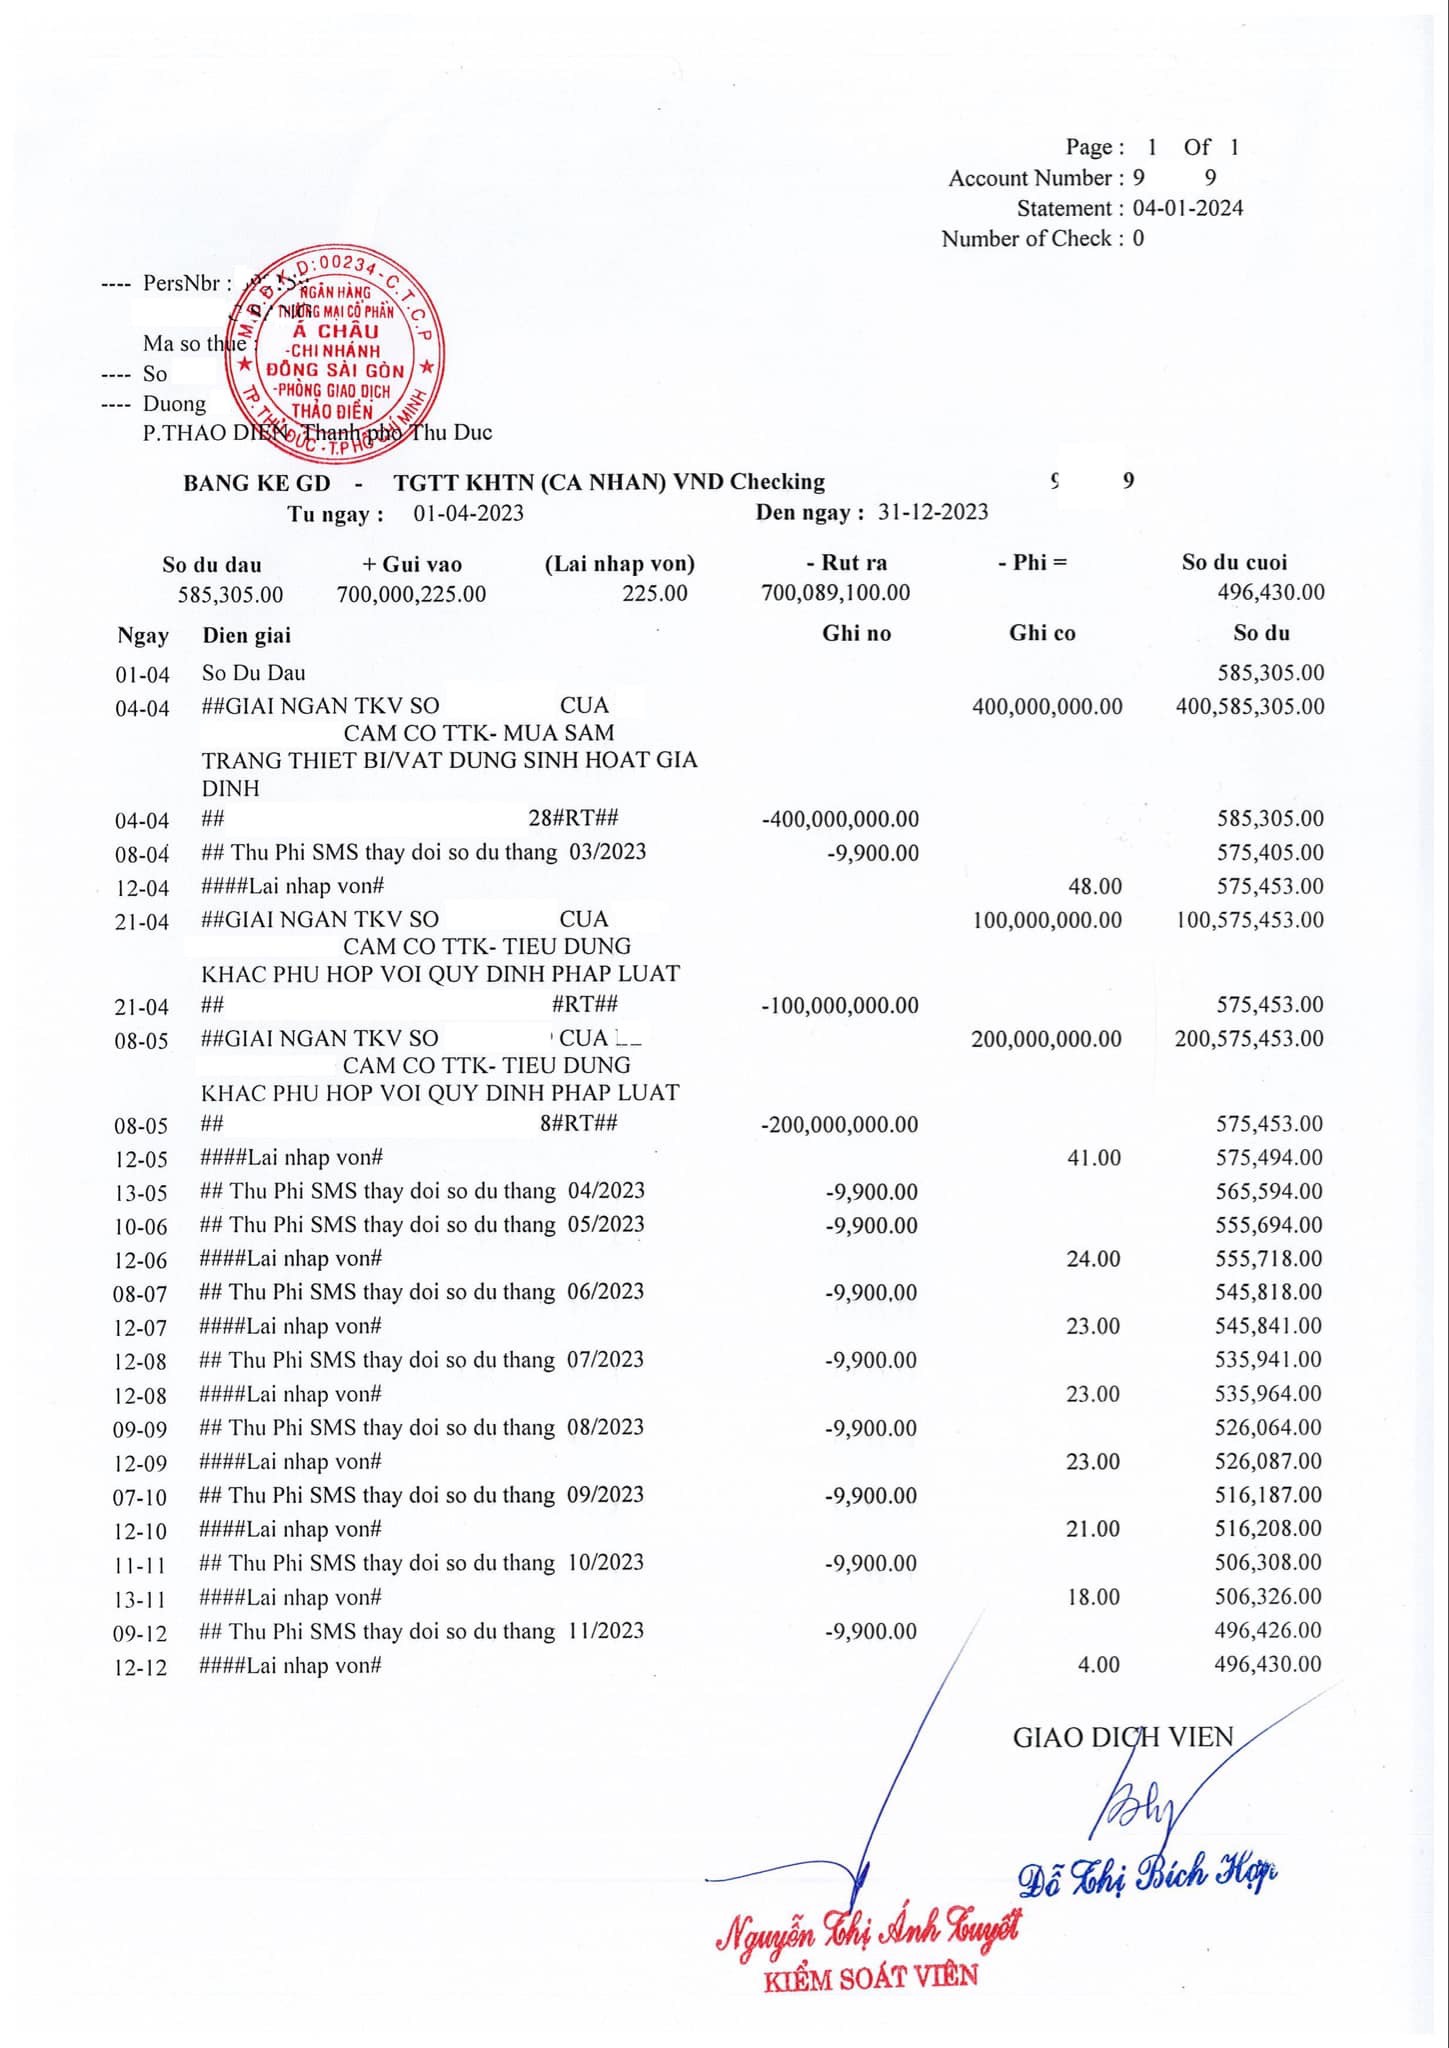 Page : 1 Of 1
Account Number : 9 9
Statement : 04-01-2024
Number of Check : 0
---- PersNbr :
Ma so thue :
---- So
---- Duong
P.THAO DIEN, Thanh pho Thu Duc
M.S.Đ.K.D:00234-C.T.C.P
NGÂN HÀNG
THƯƠNG MẠI CỔ PHẦN
Á CHÂU
-CHI NHÁNH
ĐÔNG SÀI GÒN
-PHÒNG GIAO DỊCH
THẢO ĐIỀN
TP.THỦ ĐỨC - T.P HỒ CHÍ MINH
BANG KE GD - TGTT KHTN (CA NHAN) VND Checking 9 9
Tu ngay : 01-04-2023 Den ngay : 31-12-2023
So du dau + Gui vao (Lai nhap von) - Rut ra - Phi = So du cuoi
585,305.00 700,000,225.00 225.00 700,089,100.00 496,430.00
Ngay Dien giai Ghi no Ghi co So du
01-04 So Du Dau 585,305.00
04-04 ##GIAI NGAN TKV SO CUA 400,000,000.00 400,585,305.00
CAM CO TTK- MUA SAM
TRANG THIET BI/VAT DUNG SINH HOAT GIA
DINH
04-04 ## 28#RT## -400,000,000.00 585,305.00
08-04 ## Thu Phi SMS thay doi so du thang 03/2023 -9,900.00 575,405.00
12-04 ####Lai nhap von# 48.00 575,453.00
21-04 ##GIAI NGAN TKV SO CUA 100,000,000.00 100,575,453.00
CAM CO TTK- TIEU DUNG
KHAC PHU HOP VOI QUY DINH PHAP LUAT
21-04 ## #RT## -100,000,000.00 575,453.00
08-05 ##GIAI NGAN TKV SO CUA 200,000,000.00 200,575,453.00
CAM CO TTK- TIEU DUNG
KHAC PHU HOP VOI QUY DINH PHAP LUAT
08-05 ## 8#RT## -200,000,000.00 575,453.00
12-05 ####Lai nhap von# 41.00 575,494.00
13-05 ## Thu Phi SMS thay doi so du thang 04/2023 -9,900.00 565,594.00
10-06 ## Thu Phi SMS thay doi so du thang 05/2023 -9,900.00 555,694.00
12-06 ####Lai nhap von# 24.00 555,718.00
08-07 ## Thu Phi SMS thay doi so du thang 06/2023 -9,900.00 545,818.00
12-07 ####Lai nhap von# 23.00 545,841.00
12-08 ## Thu Phi SMS thay doi so du thang 07/2023 -9,900.00 535,941.00
12-08 ####Lai nhap von# 23.00 535,964.00
09-09 ## Thu Phi SMS thay doi so du thang 08/2023 -9,900.00 526,064.00
12-09 ####Lai nhap von# 23.00 526,087.00
07-10 ## Thu Phi SMS thay doi so du thang 09/2023 -9,900.00 516,187.00
12-10 ####Lai nhap von# 21.00 516,208.00
11-11 ## Thu Phi SMS thay doi so du thang 10/2023 -9,900.00 506,308.00
13-11 ####Lai nhap von# 18.00 506,326.00
09-12 ## Thu Phi SMS thay doi so du thang 11/2023 -9,900.00 496,426.00
12-12 ####Lai nhap von# 4.00 496,430.00
GIAO DICH VIEN
Đỗ Thị Bích Hợp
Nguyễn Thị Ánh Tuyết
KIỂM SOÁT VIÊN